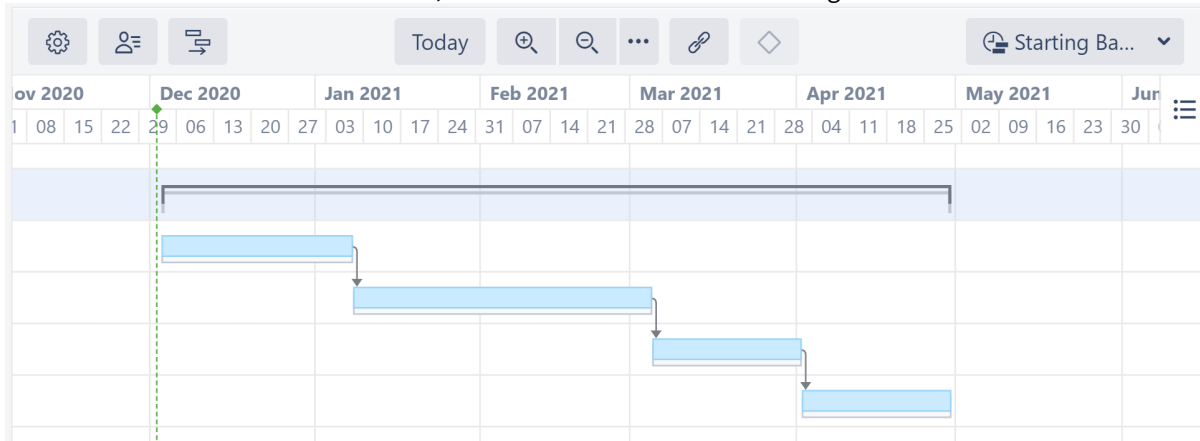 Today ••• Starting Ba...
ov 2020 Dec 2020 Jan 2021 Feb 2021 Mar 2021 Apr 2021 May 2021 Jun
1 08 15 22 29 06 13 20 27 03 10 17 24 31 07 14 21 28 07 14 21 28 04 11 18 25 02 09 16 23 30